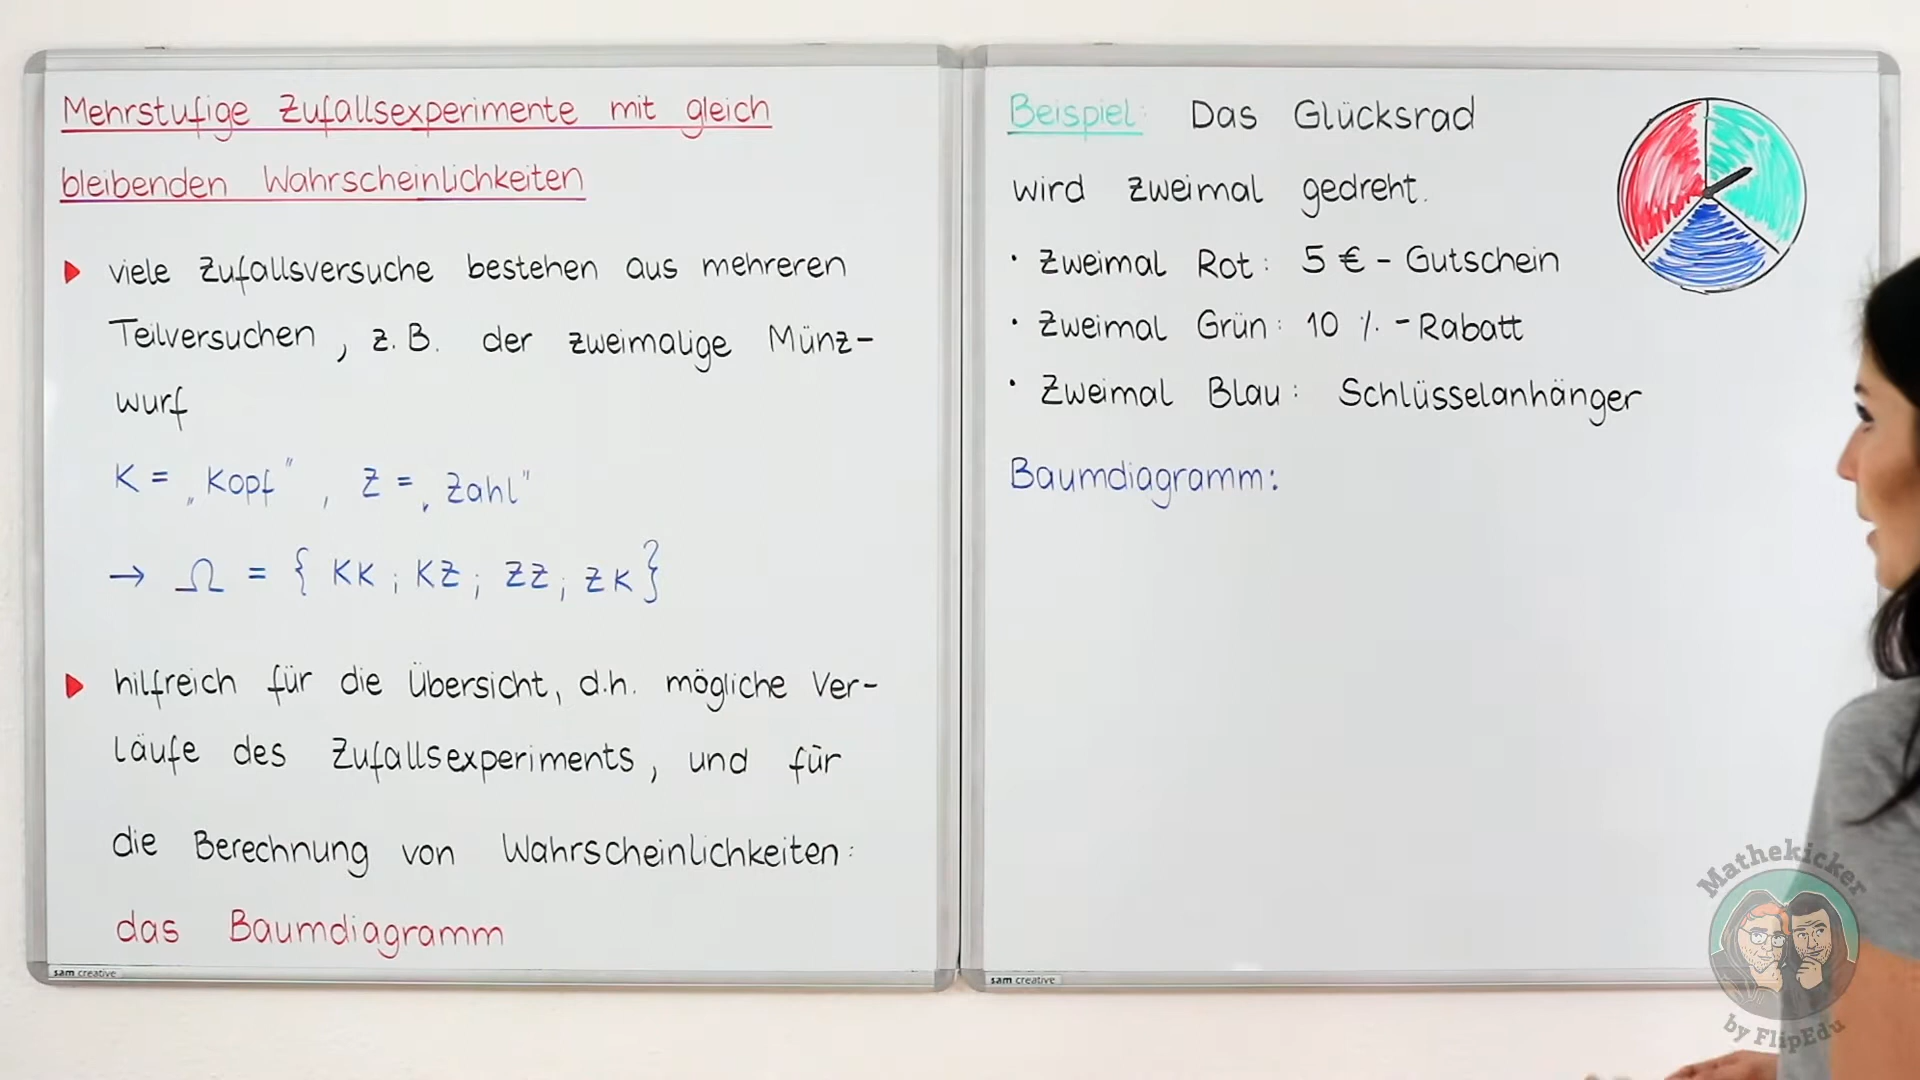 Mehrstufige Zufallsexperimente mit gleich
bleibenden Wahrscheinlichkeiten
viele Zufallsversuche bestehen aus mehreren
Teilversuchen, z.B. der zweimalige Münz-
wurf
K = „Kopf", Z = „Zahl"
→ Ω = { KK ; KZ ; ZZ ; ZK }
hilfreich für die Übersicht, d.h. mögliche Ver-
läufe des Zufallsexperiments, und für
die Berechnung von Wahrscheinlichkeiten:
das Baumdiagramm
sam creative
Beispiel: Das Glücksrad
wird zweimal gedreht.
• Zweimal Rot: 5 € - Gutschein
• Zweimal Grün: 10 % - Rabatt
• Zweimal Blau: Schlüsselanhänger
Baumdiagramm:
sam creative
Mathekicker
by FlipEdu